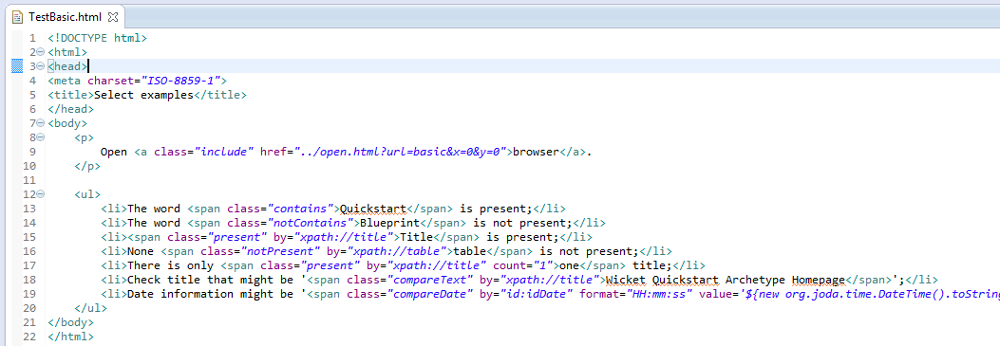 TestBasic.html
1 <!DOCTYPE html>
2 <html>
3 <head>
4 <meta charset="ISO-8859-1">
5 <title>Select examples</title>
6 </head>
7 <body>
8 <p>
9 Open <a class="include" href="../open.html?url=basic&x=0&y=0">browser</a>.
10 </p>
11
12 <ul>
13 <li>The word <span class="contains">Quickstart</span> is present;</li>
14 <li>The word <span class="notContains">Blueprint</span> is not present;</li>
15 <li><span class="present" by="xpath://title">Title</span> is present;</li>
16 <li>None <span class="notPresent" by="xpath://table">table</span> is not present;</li>
17 <li>There is only <span class="present" by="xpath://title" count="1">one</span> title;</li>
18 <li>Check title that might be '<span class="compareText" by="xpath://title">Wicket Quickstart Archetype Homepage</span>';</li>
19 <li>Date information might be '<span class="compareDate" by="id:idDate" format="HH:mm:ss" value='${new org.joda.time.DateTime().toString
20 </ul>
21 </body>
22 </html>